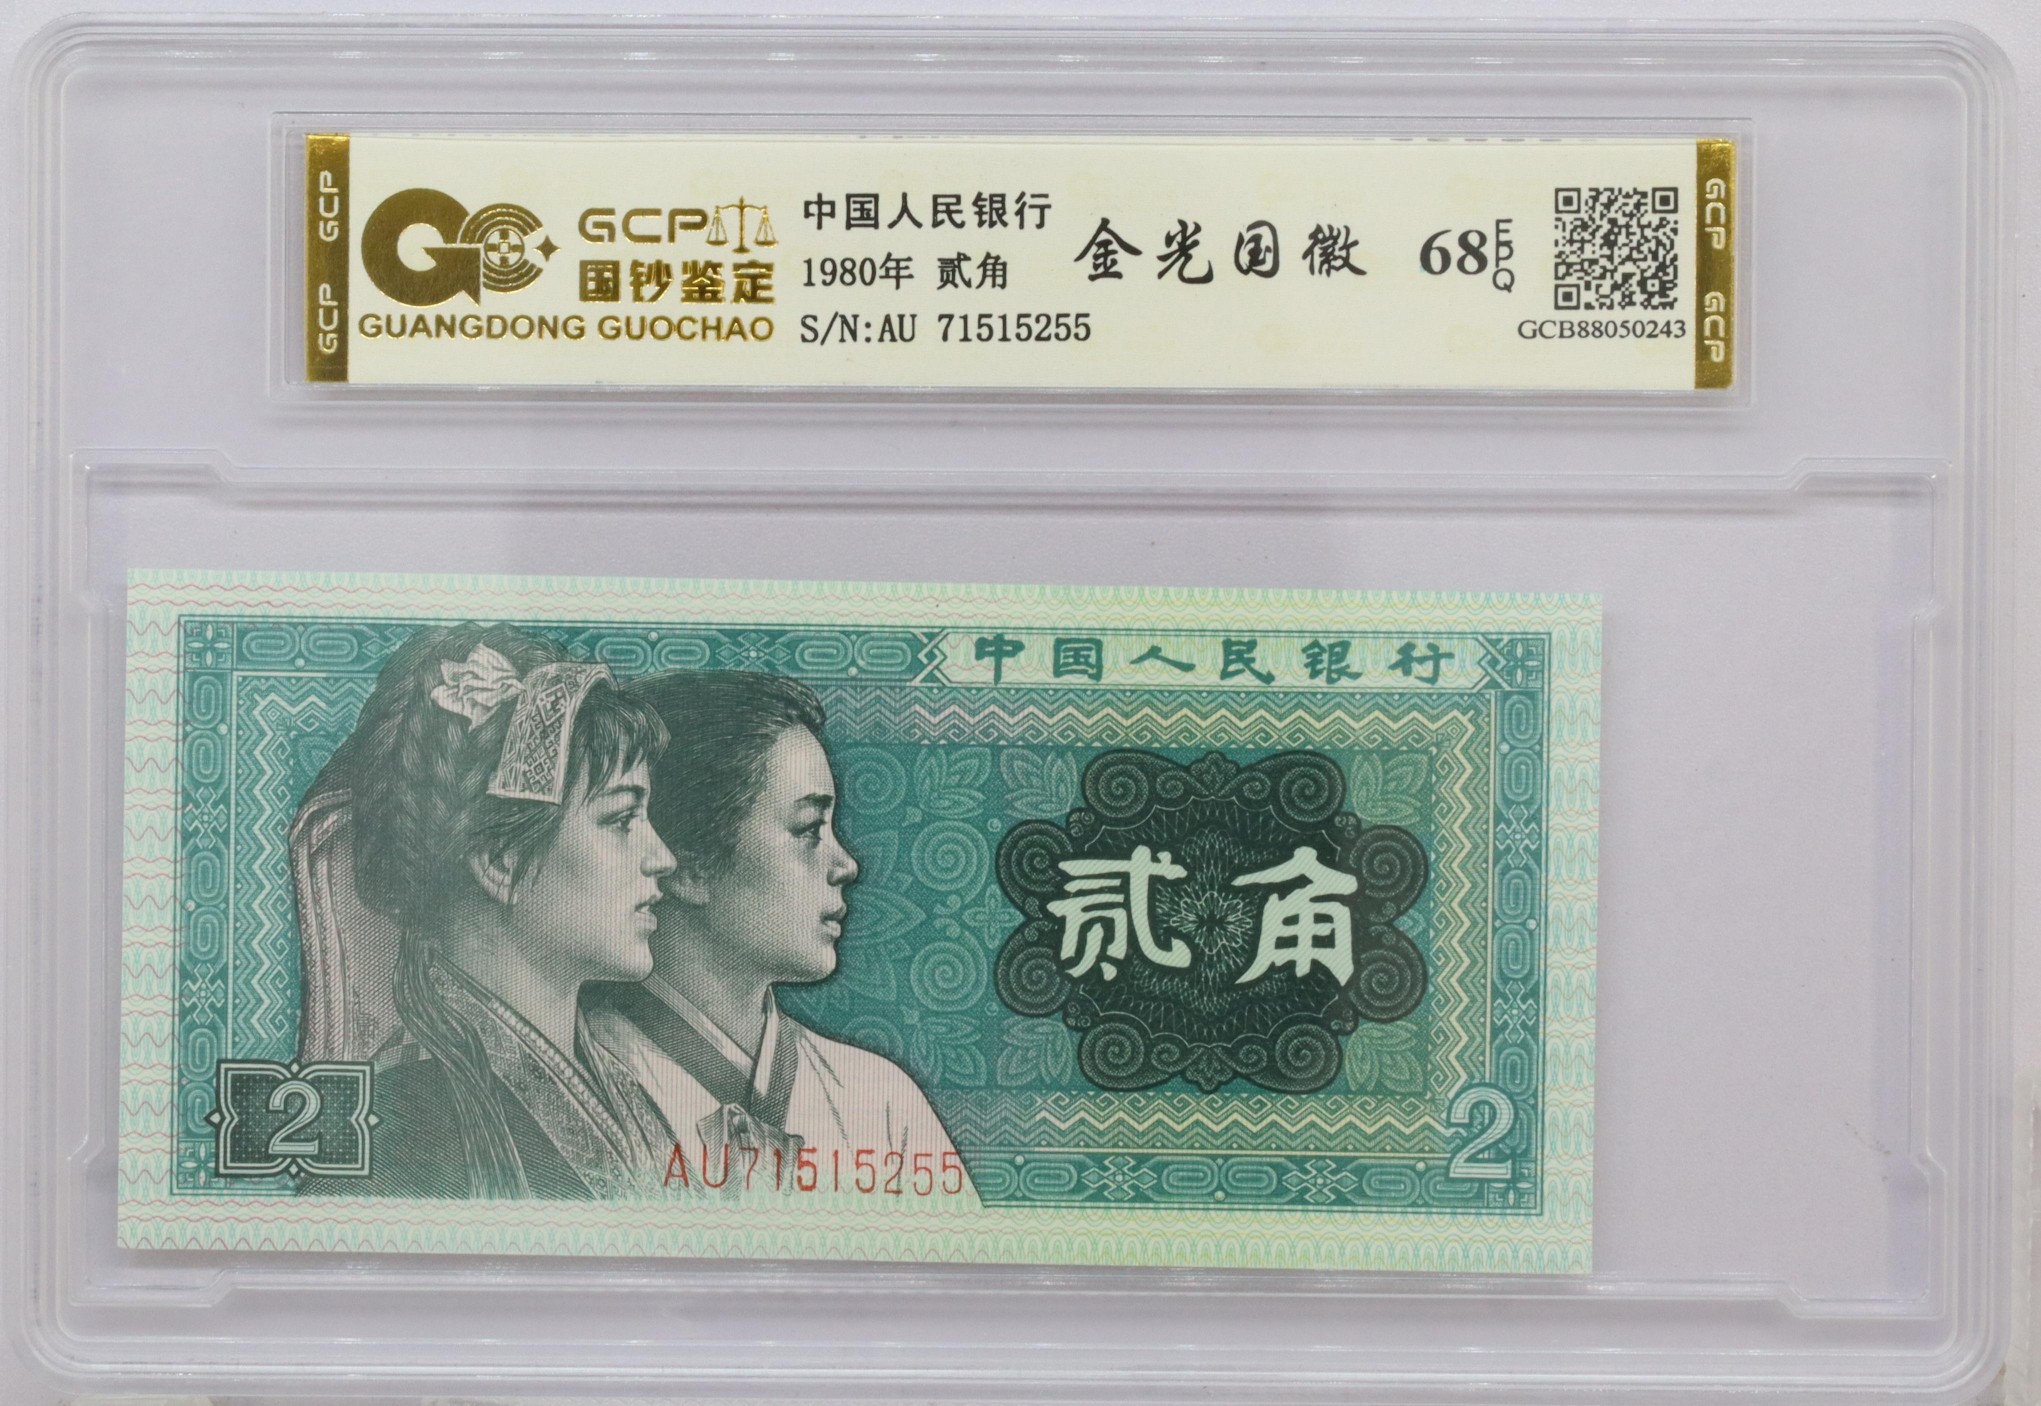 GCP GCP
GCP
国钞鉴定
GUANGDONG GUOCHAO
中国人民银行
1980年 贰角
S/N:AU 71515255
金光国徽
68 EPQ
GCB88050243
GCP GCP
中国人民银行
贰角
2
2
AU71515255